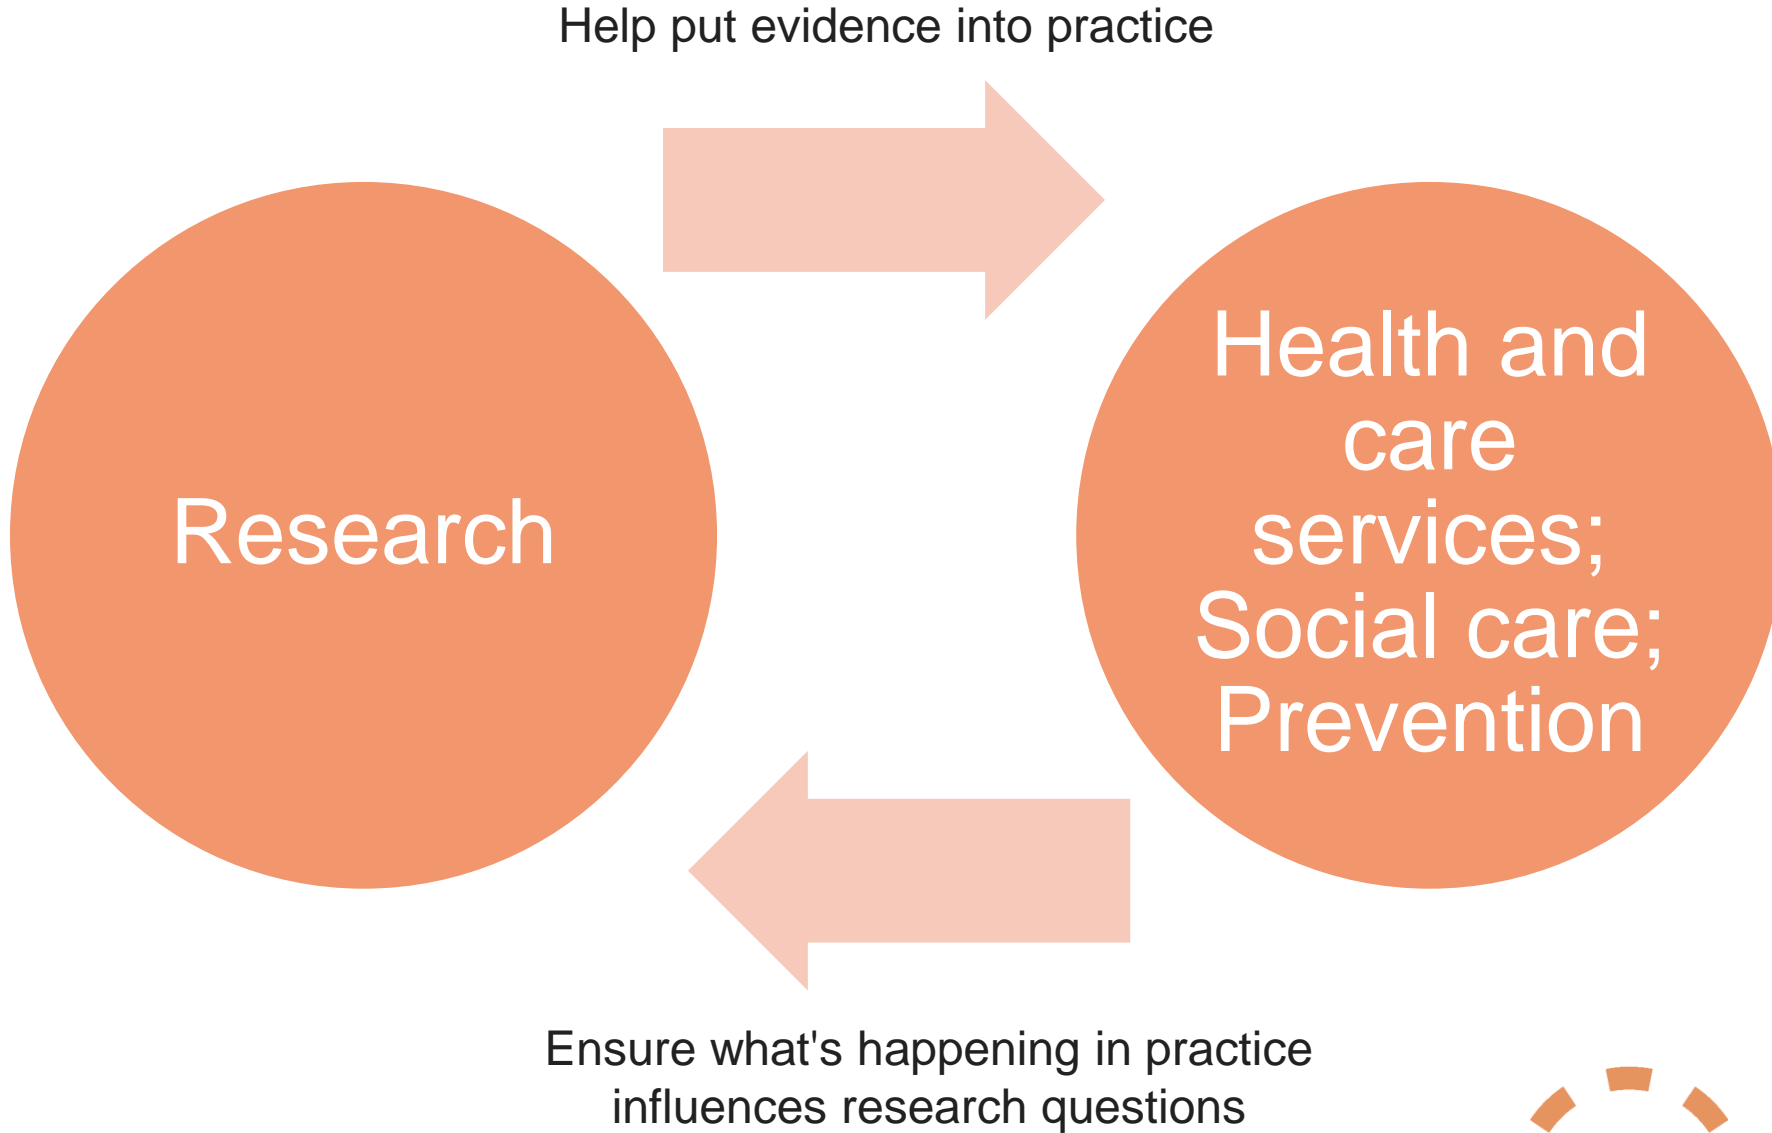 Help put evidence into practice
Research
Health and
care
services;
Social care;
Prevention
Ensure what's happening in practice
influences research questions